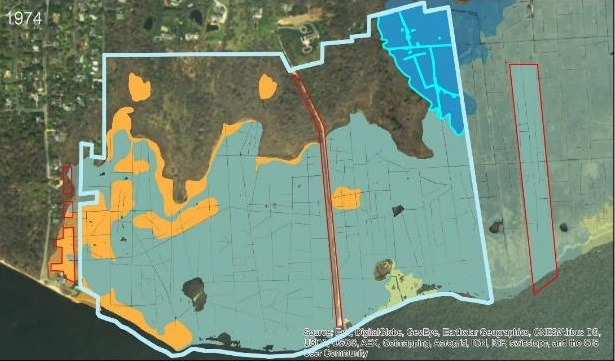 1974
Source: Esri, DigitalGlobe, GeoEye, Earthstar Geographics, CNES/Airbus DS,
USDA, USGS, AEX, Getmapping, Aerogrid, IGN, IGP, swisstopo, and the GIS
User Community